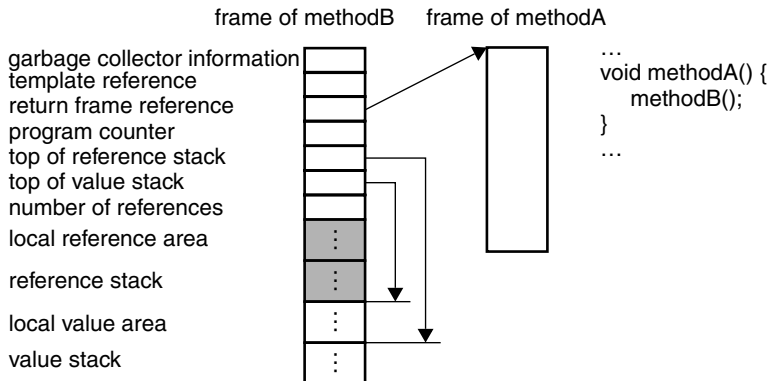 frame of methodB
frame of methodA
garbage collector information
template reference
return frame reference
program counter
top of reference stack
top of value stack
number of references
local reference area
reference stack
local value area
value stack
⋮
⋮
⋮
⋮
…
void methodA() {
methodB();
}
…